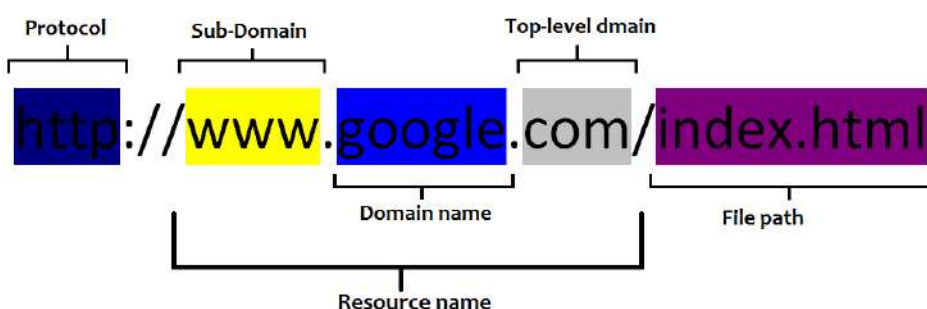 Protocol Sub-Domain Top-level dmain
http://www.google.com/index.html
Domain name File path
Resource name